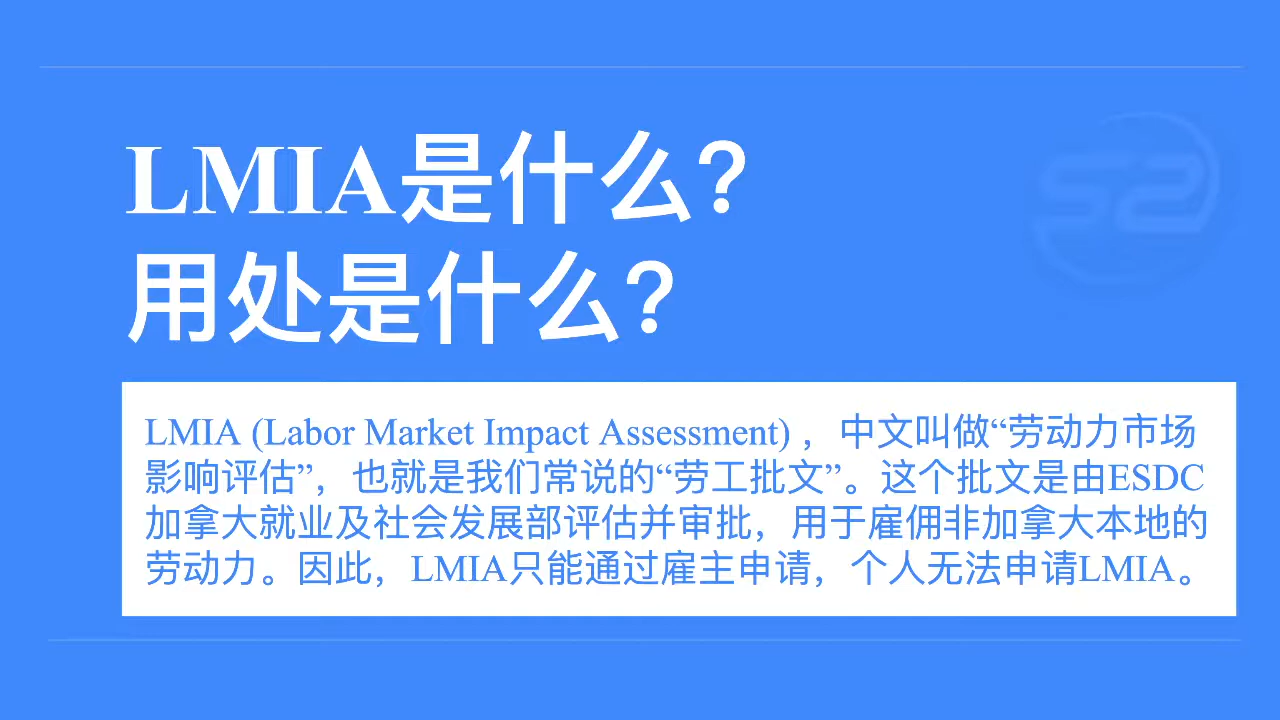 LMIA是什么？
用处是什么？
52
LMIA (Labor Market Impact Assessment) ，中文叫做“劳动力市场
影响评估”，也就是我们常说的“劳工批文”。这个批文是由ESDC
加拿大就业及社会发展部评估并审批，用于雇佣非加拿大本地的
劳动力。因此，LMIA只能通过雇主申请，个人无法申请LMIA。